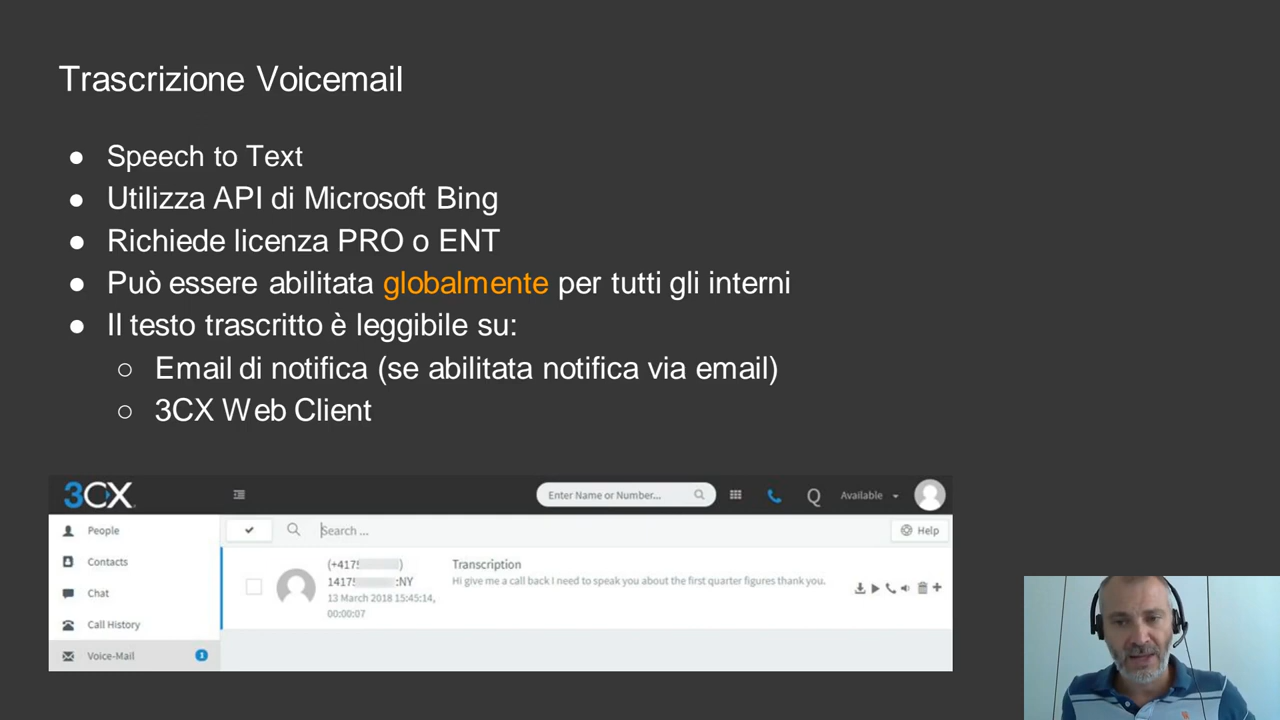 Trascrizione Voicemail
● Speech to Text
● Utilizza API di Microsoft Bing
● Richiede licenza PRO o ENT
● Può essere abilitata globalmente per tutti gli interni
● Il testo trascritto è leggibile su:
○ Email di notifica (se abilitata notifica via email)
○ 3CX Web Client
3CX
Enter Name or Number...
Q
Available
People
Search ...
Help
Contacts
Chat
Call History
Voice-Mail
1
(+417 )
1417 :NY
13 March 2018 15:45:14,
00:00:07
Transcription
Hi give me a call back I need to speak you about the first quarter figures thank you.